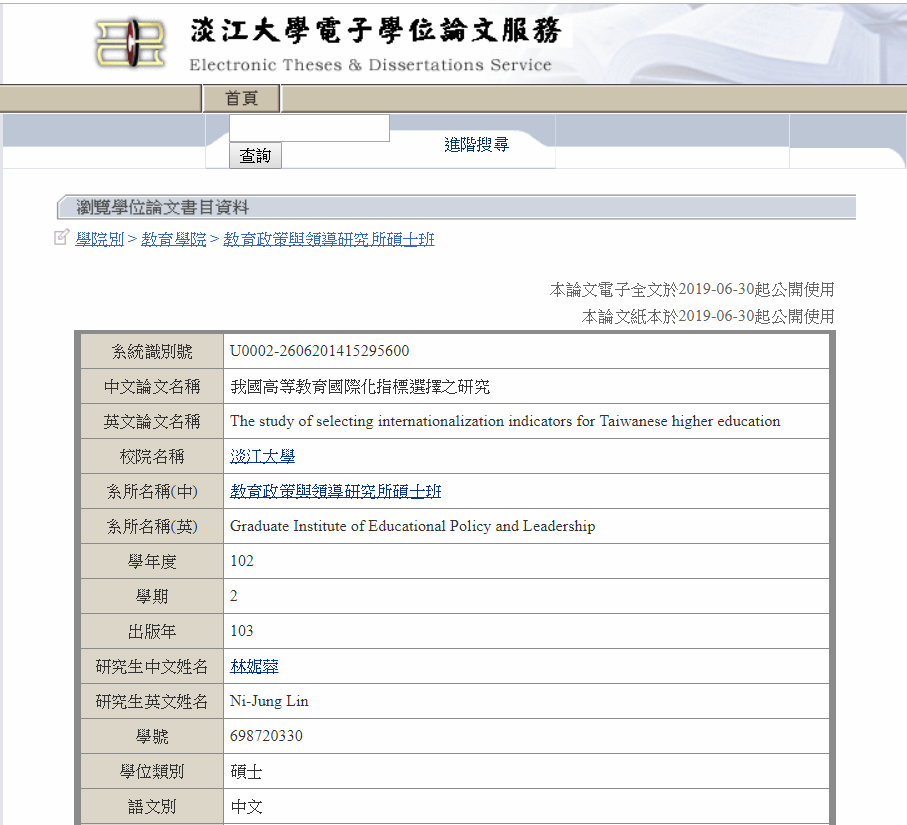 淡江大學電子學位論文服務
Electronic Theses & Dissertations Service
首頁
查詢
進階搜尋
瀏覽學位論文書目資料
學院別 > 教育學院 > 教育政策與領導研究所碩士班
本論文電子全文於2019-06-30起公開使用
本論文紙本於2019-06-30起公開使用
系統識別號 U0002-2606201415295600
中文論文名稱 我國高等教育國際化指標選擇之研究
英文論文名稱 The study of selecting internationalization indicators for Taiwanese higher education
校院名稱 淡江大學
系所名稱(中) 教育政策與領導研究所碩士班
系所名稱(英) Graduate Institute of Educational Policy and Leadership
學年度 102
學期 2
出版年 103
研究生中文姓名 林妮蓉
研究生英文姓名 Ni-Jung Lin
學號 698720330
學位類別 碩士
語文別 中文